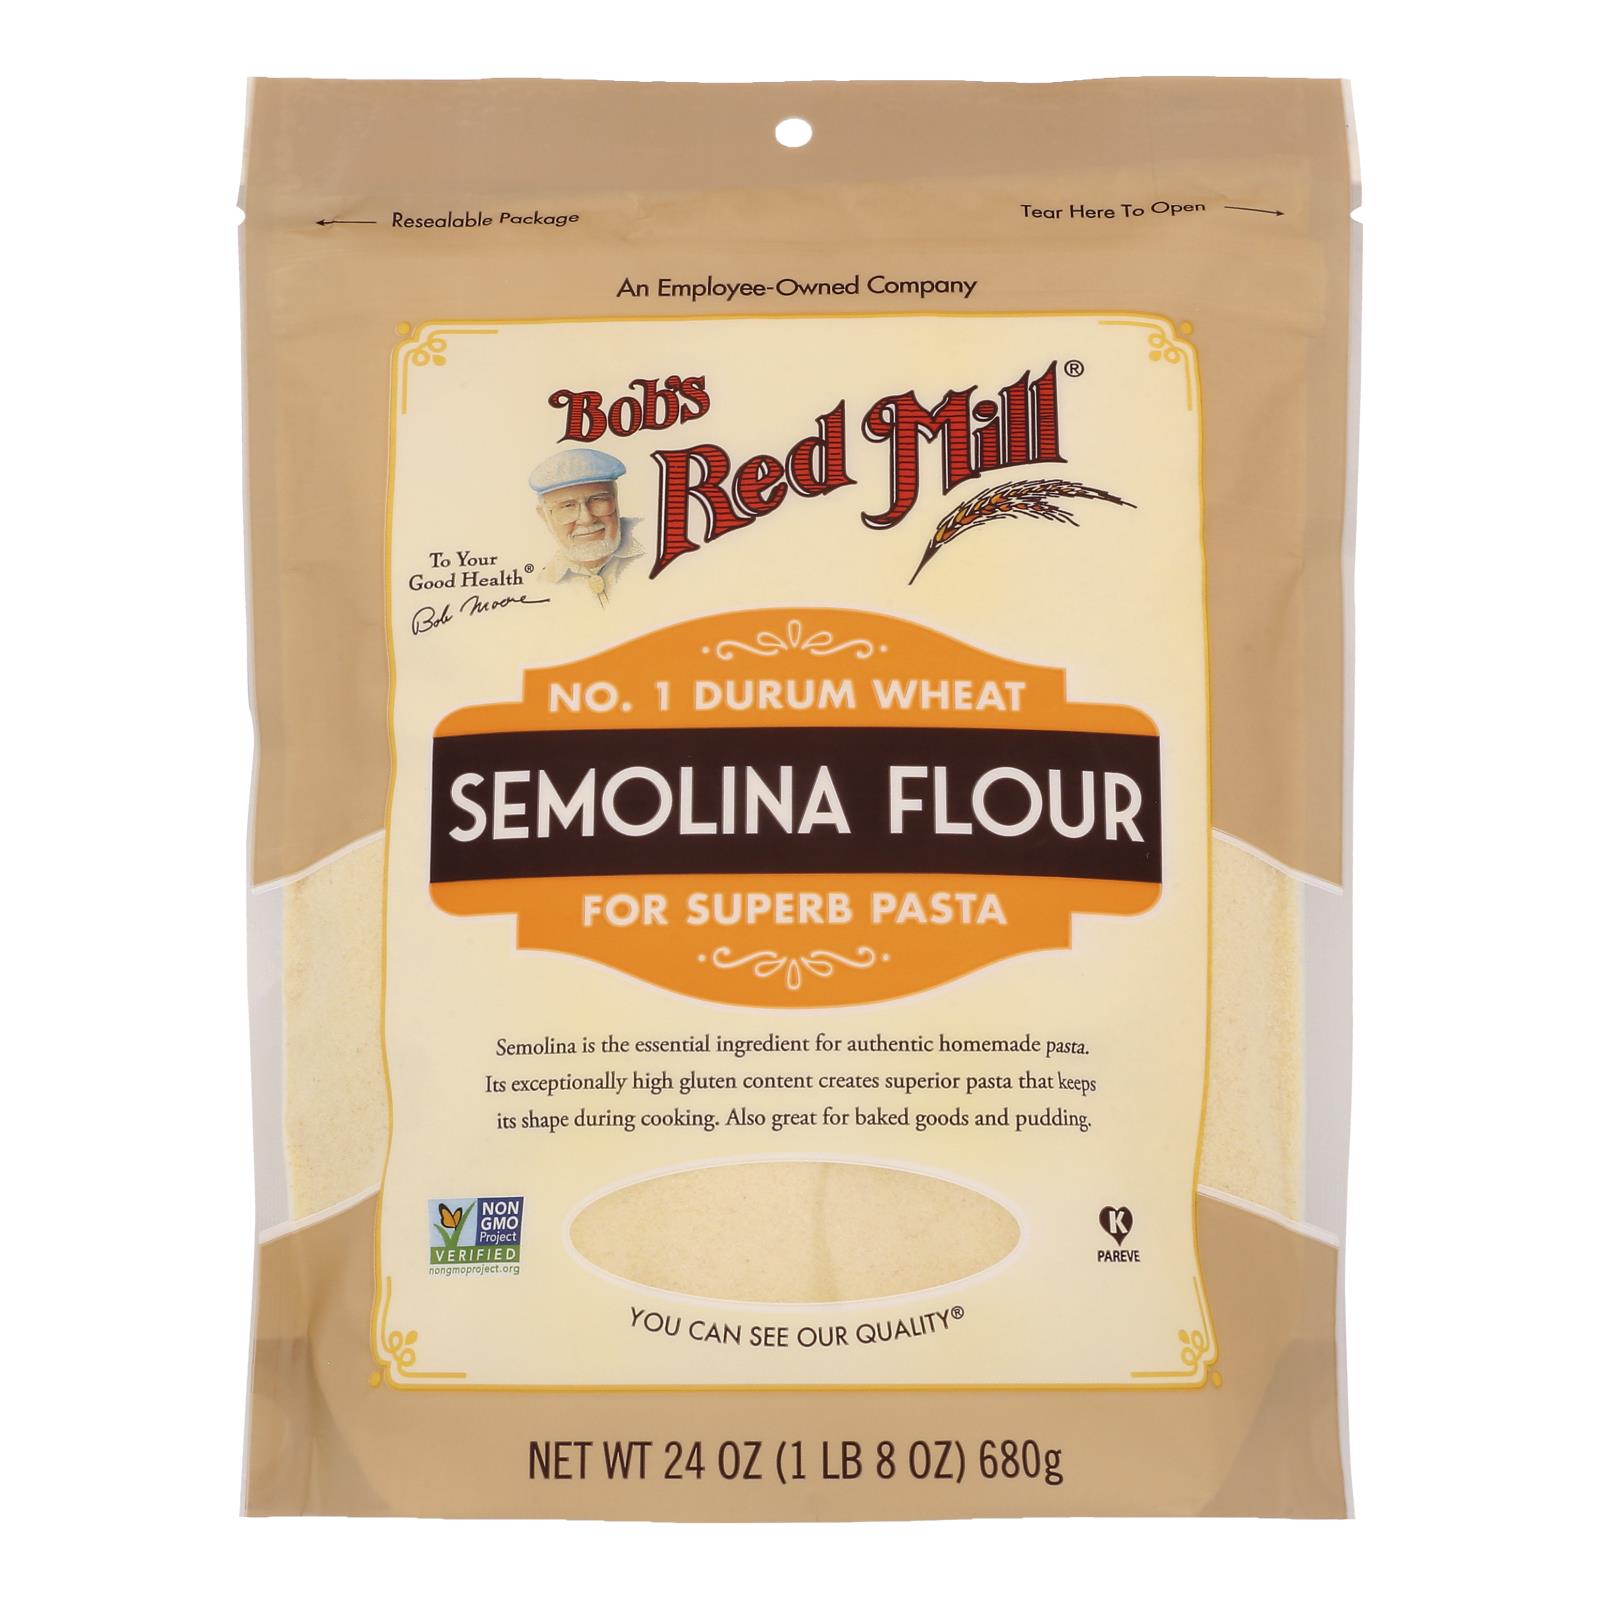 Resealable Package
Tear Here To Open
An Employee-Owned Company
Bob's
Red Mill®
To Your
Good Health®
Bob Moore
NO. 1 DURUM WHEAT
SEMOLINA FLOUR
FOR SUPERB PASTA
Semolina is the essential ingredient for authentic homemade pasta.
Its exceptionally high gluten content creates superior pasta that keeps
its shape during cooking. Also great for baked goods and pudding.
NON
GMO
Project
VERIFIED
nongmoproject.org
K
PAREVE
YOU CAN SEE OUR QUALITY®
NET WT 24 OZ (1 LB 8 OZ) 680g